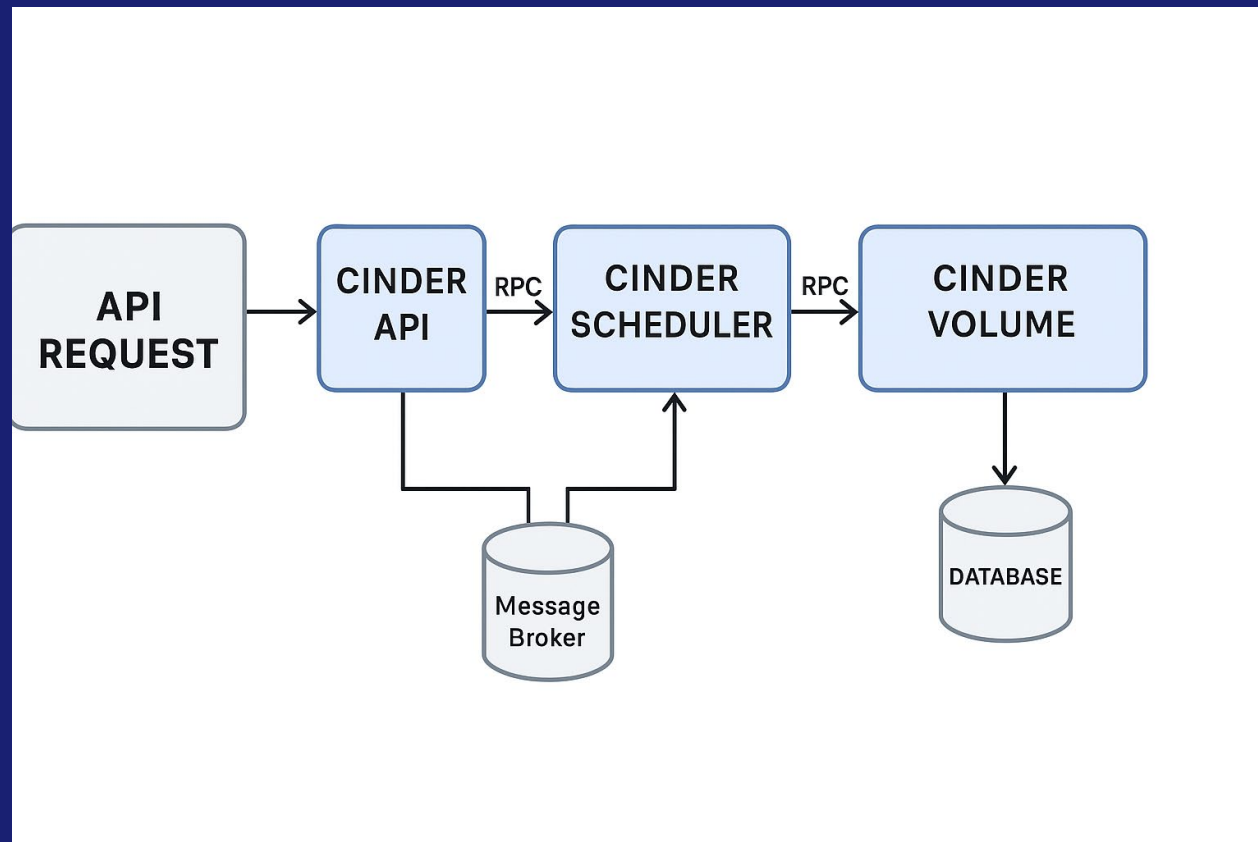 API
REQUEST
CINDER
API
RPC
CINDER
SCHEDULER
RPC
CINDER
VOLUME
Message
Broker
DATABASE